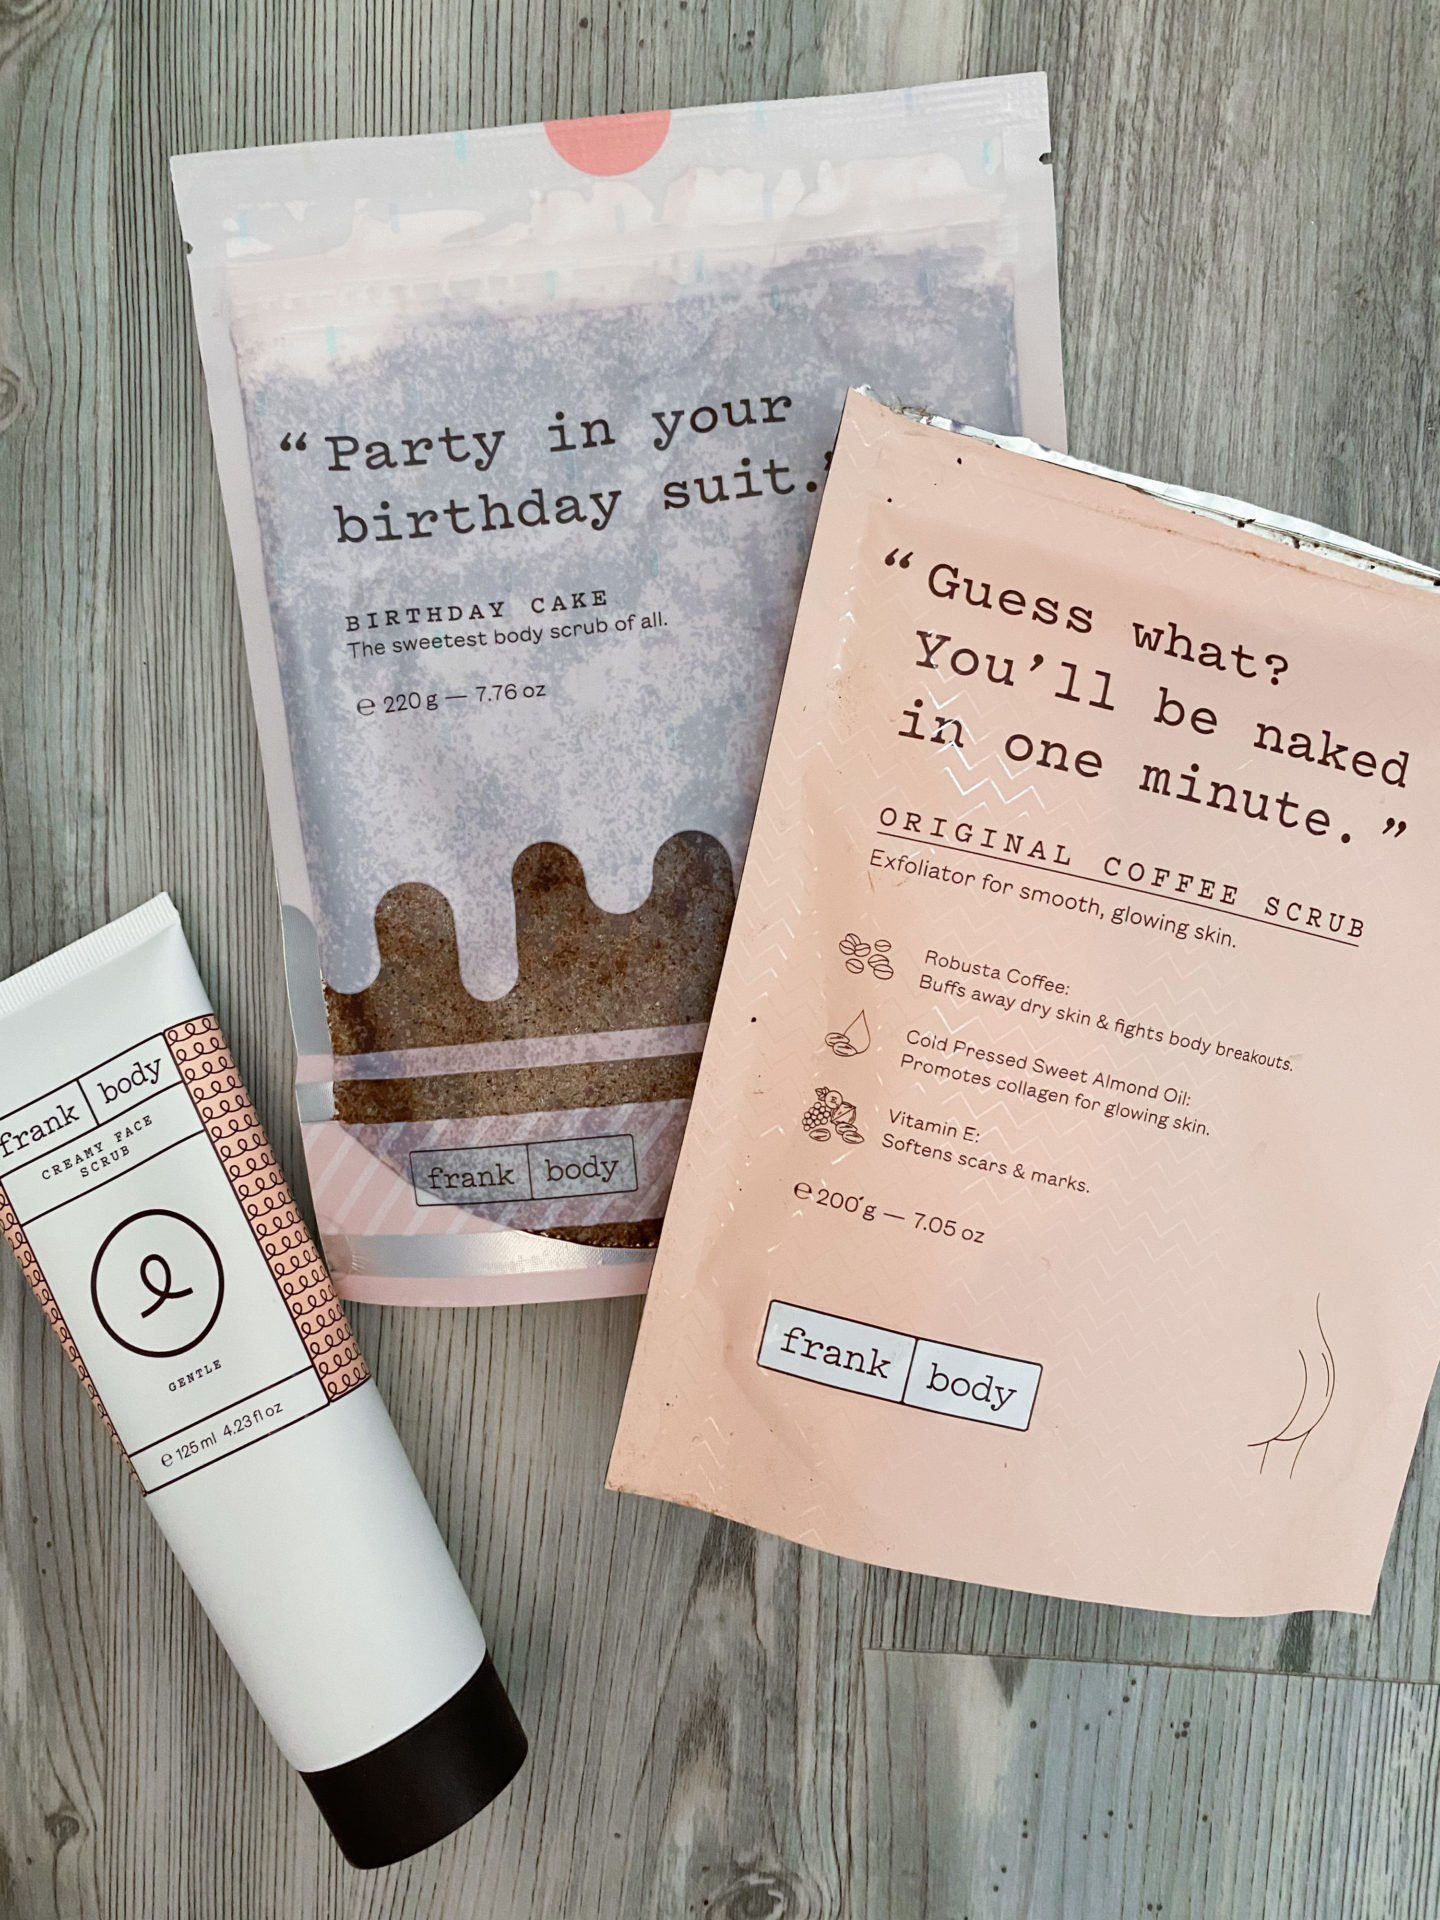 “Party in your
birthday suit.”
BIRTHDAY CAKE
The sweetest body scrub of all.
℮ 220 g — 7.76 oz
frank body
“Guess what?
You’ll be naked
in one minute.”
ORIGINAL COFFEE SCRUB
Exfoliator for smooth, glowing skin.
Robusta Coffee:
Buffs away dry skin & fights body breakouts.
Cold Pressed Sweet Almond Oil:
Promotes collagen for glowing skin.
Vitamin E:
Softens scars & marks.
℮ 200 g — 7.05 oz
frank body
frank body
CREAMY FACE
SCRUB
GENTLE
℮ 125 ml 4.23 fl oz